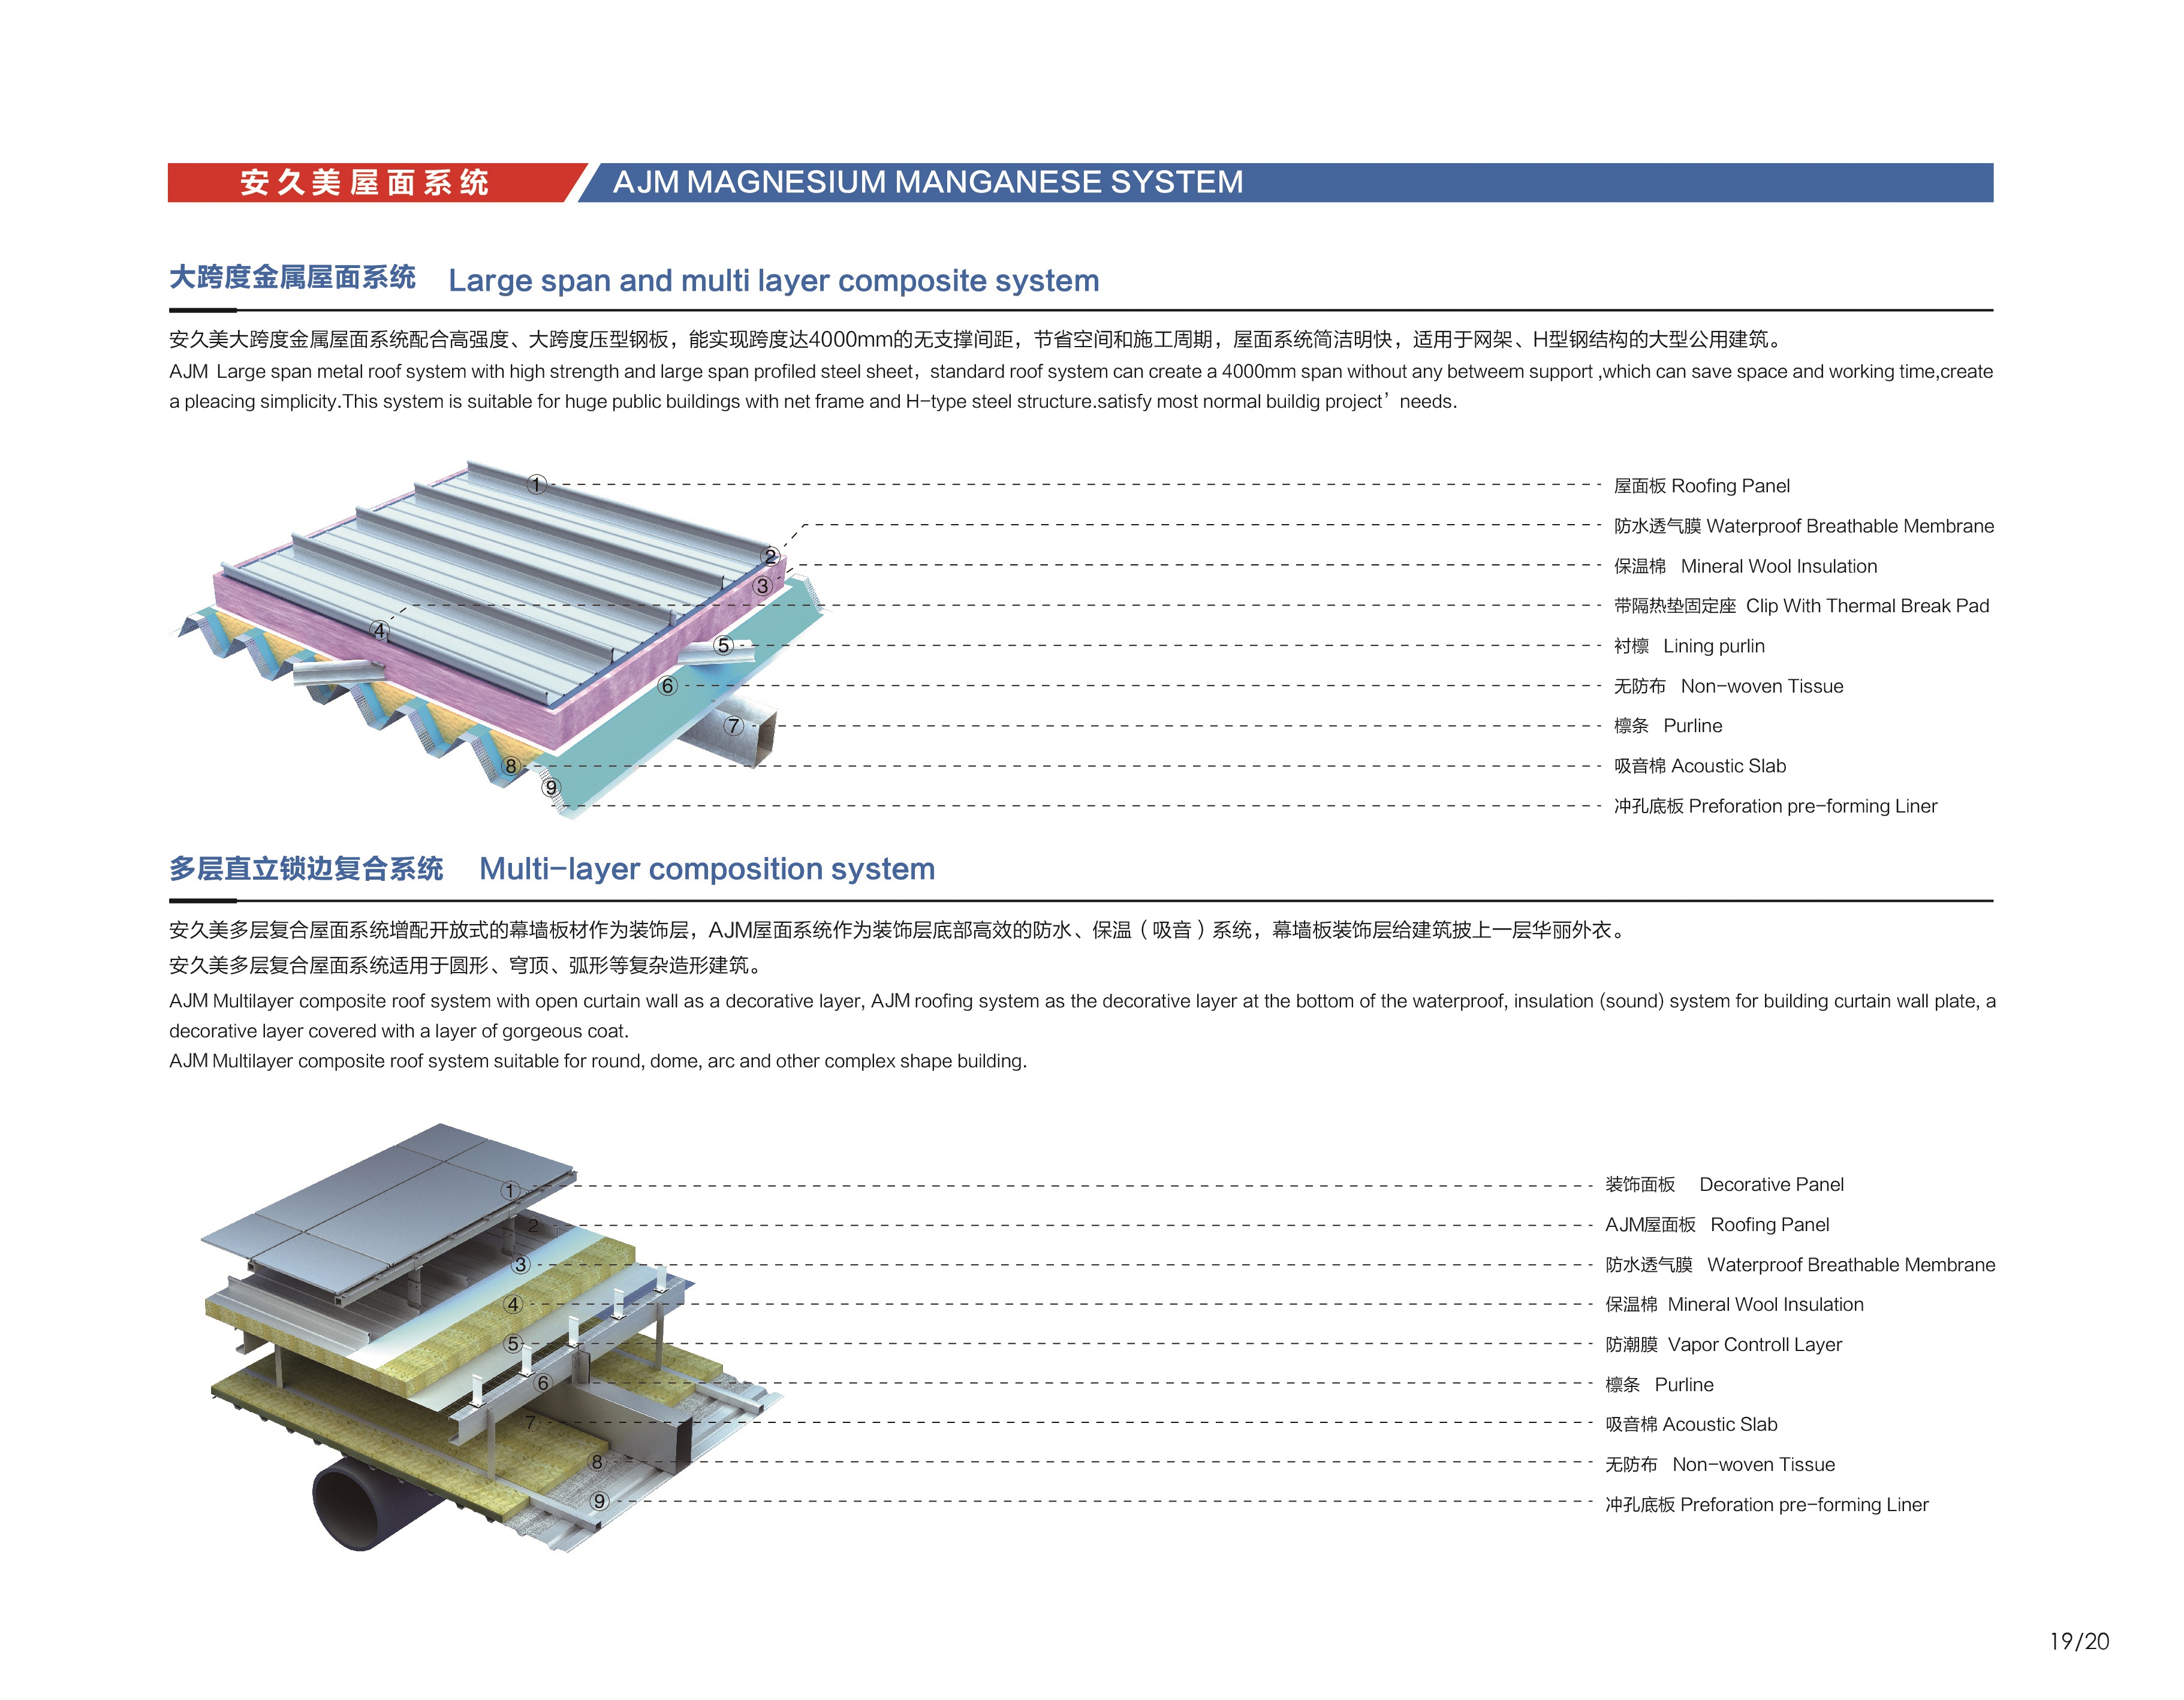 安久美屋面系统 AJM MAGNESIUM MANGANESE SYSTEM
大跨度金属屋面系统 Large span and multi layer composite system
安久美大跨度金属屋面系统配合高强度、大跨度压型钢板，能实现跨度达4000mm的无支撑间距，节省空间和施工周期，屋面系统简洁明快，适用于网架、H型钢结构的大型公用建筑。
AJM Large span metal roof system with high strength and large span profiled steel sheet，standard roof system can create a 4000mm span without any betweem support ,which can save space and working time,create
a pleacing simplicity.This system is suitable for huge public buildings with net frame and H-type steel structure.satisfy most normal buildig project’ needs.
① 屋面板 Roofing Panel
② 防水透气膜 Waterproof Breathable Membrane
③ 保温棉 Mineral Wool Insulation
④ 带隔热垫固定座 Clip With Thermal Break Pad
⑤ 衬檩 Lining purlin
⑥ 无防布 Non-woven Tissue
⑦ 檩条 Purline
⑧ 吸音棉 Acoustic Slab
⑨ 冲孔底板 Preforation pre-forming Liner
多层直立锁边复合系统 Multi-layer composition system
安久美多层复合屋面系统增配开放式的幕墙板材作为装饰层，AJM屋面系统作为装饰层底部高效的防水、保温（吸音）系统，幕墙板装饰层给建筑披上一层华丽外衣。
安久美多层复合屋面系统适用于圆形、穹顶、弧形等复杂造形建筑。
AJM Multilayer composite roof system with open curtain wall as a decorative layer, AJM roofing system as the decorative layer at the bottom of the waterproof, insulation (sound) system for building curtain wall plate, a
decorative layer covered with a layer of gorgeous coat.
AJM Multilayer composite roof system suitable for round, dome, arc and other complex shape building.
① 装饰面板 Decorative Panel
2 AJM屋面板 Roofing Panel
③ 防水透气膜 Waterproof Breathable Membrane
④ 保温棉 Mineral Wool Insulation
⑤ 防潮膜 Vapor Controll Layer
⑥ 檩条 Purline
7 吸音棉 Acoustic Slab
⑧ 无防布 Non-woven Tissue
⑨ 冲孔底板 Preforation pre-forming Liner
19/20